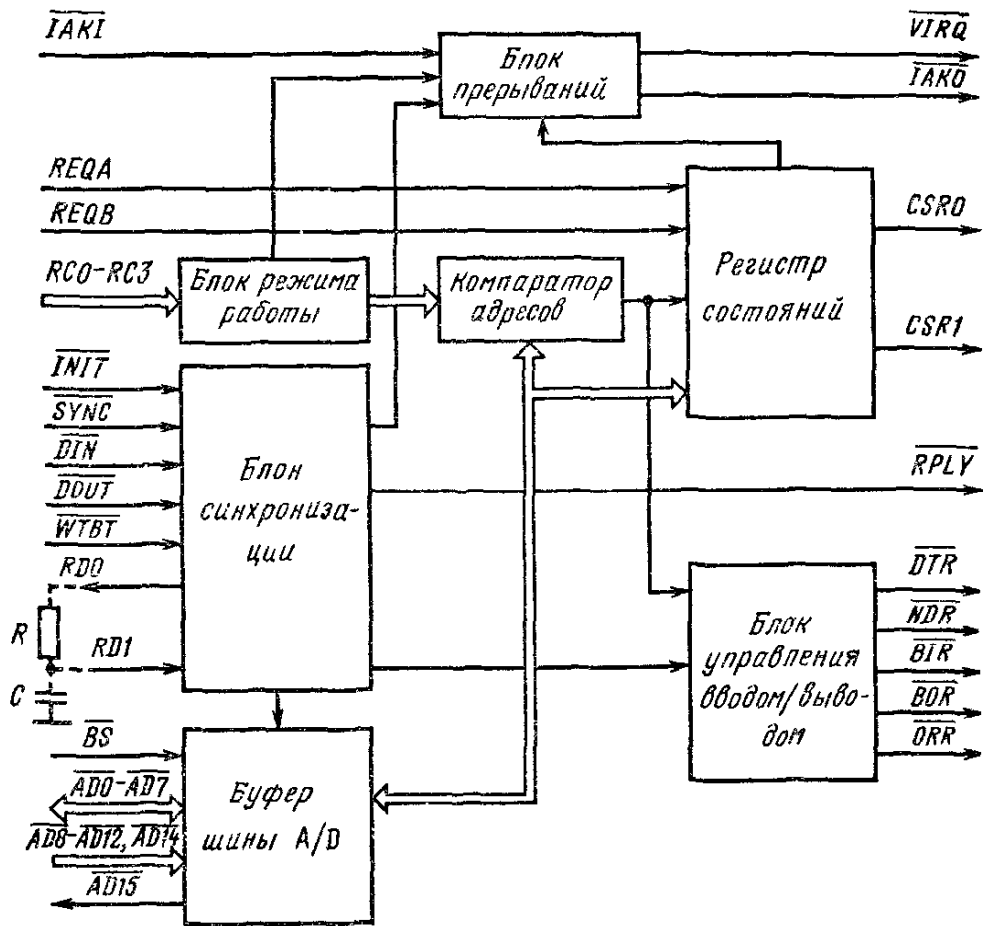 IAKI
VIRQ
Блок
прерываний
IAKO
REQA
REQB
CSR0
RC0-RC3
Блок режима
работы
Компаратор
адресов
Регистр
состояний
CSR1
INIT
SYNC
DIN
DOUT
WTBT
RD0
Блок
синхрониза-
ции
RPLY
R
RD1
C
DTR
NDR
BIR
BOR
ORR
Блок
управления
вводом/выво-
дом
BS
AD0-AD7
AD8-AD12, AD14
AD15
Буфер
шины A/D